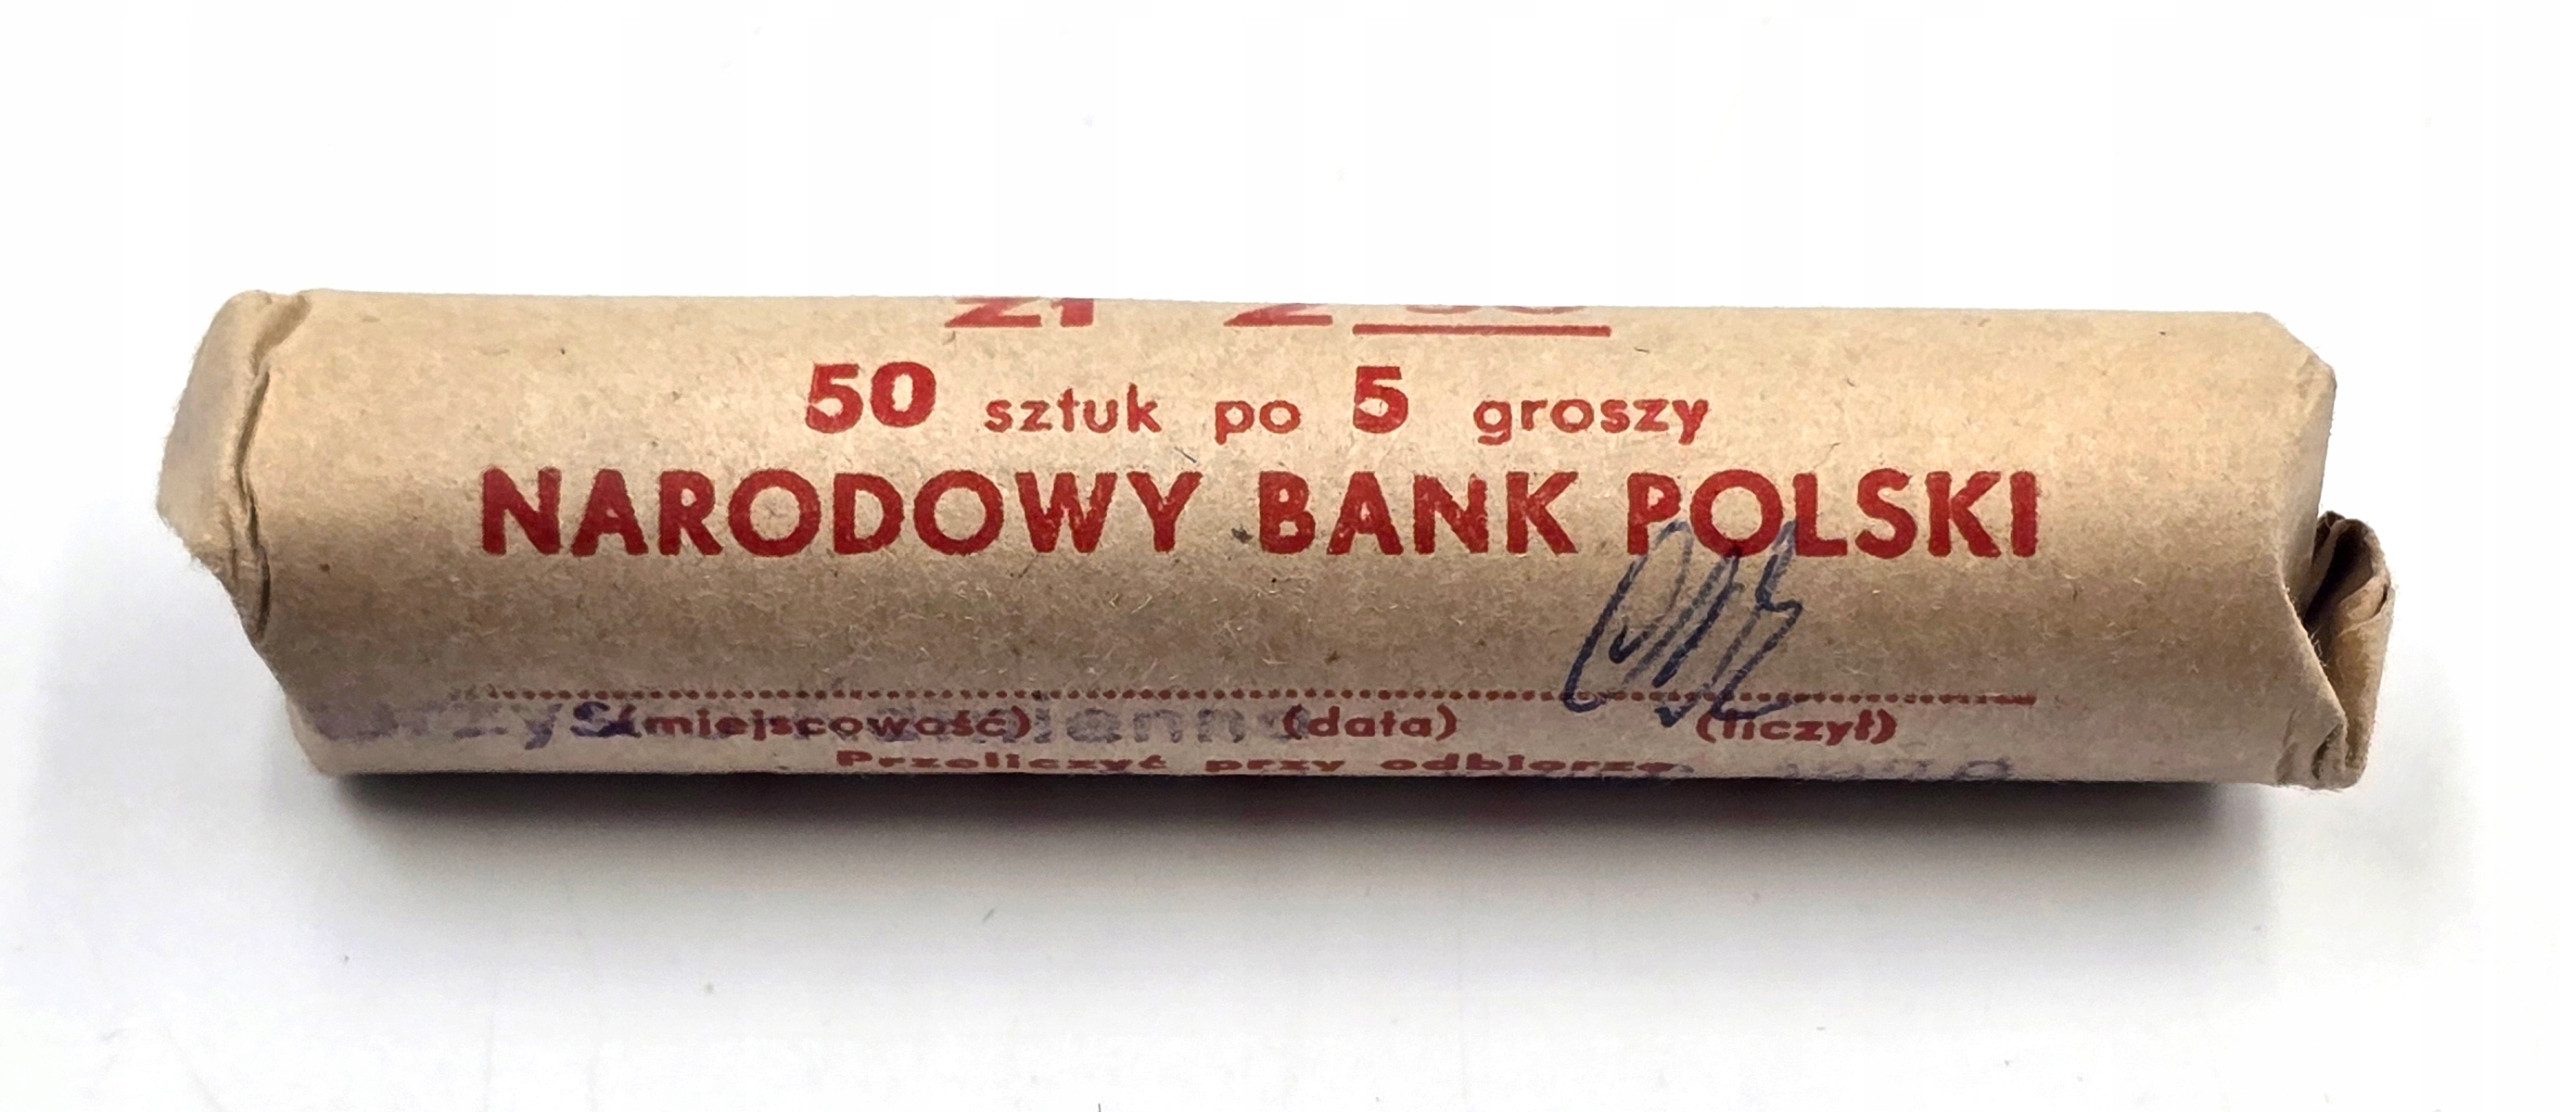 zł 2
50 sztuk po 5 groszy
NARODOWY BANK POLSKI
(miejscowość) (data) (liczył)
Przeliczyć przy odbiorze